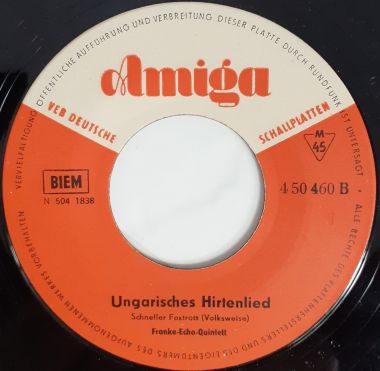 Amiga
VEB DEUTSCHE SCHALLPLATTEN
M
45
BIEM
N 504 1838
4 50 460 B
Ungarisches Hirtenlied
Schneller Foxtrott (Volksweise)
Franke-Echo-Quintett
ALLE RECHTE DES PLATTENHERSTELLERS UND DES EIGENTÜMERS DES AUFGENOMMENEN WERKES VORBEHALTEN · VERVIELFÄLTIGUNG ÖFFENTLICHE AUFFÜHRUNG UND VERBREITUNG DIESER PLATTE DURCH RUNDFUNK IST UNTERSAGT ·